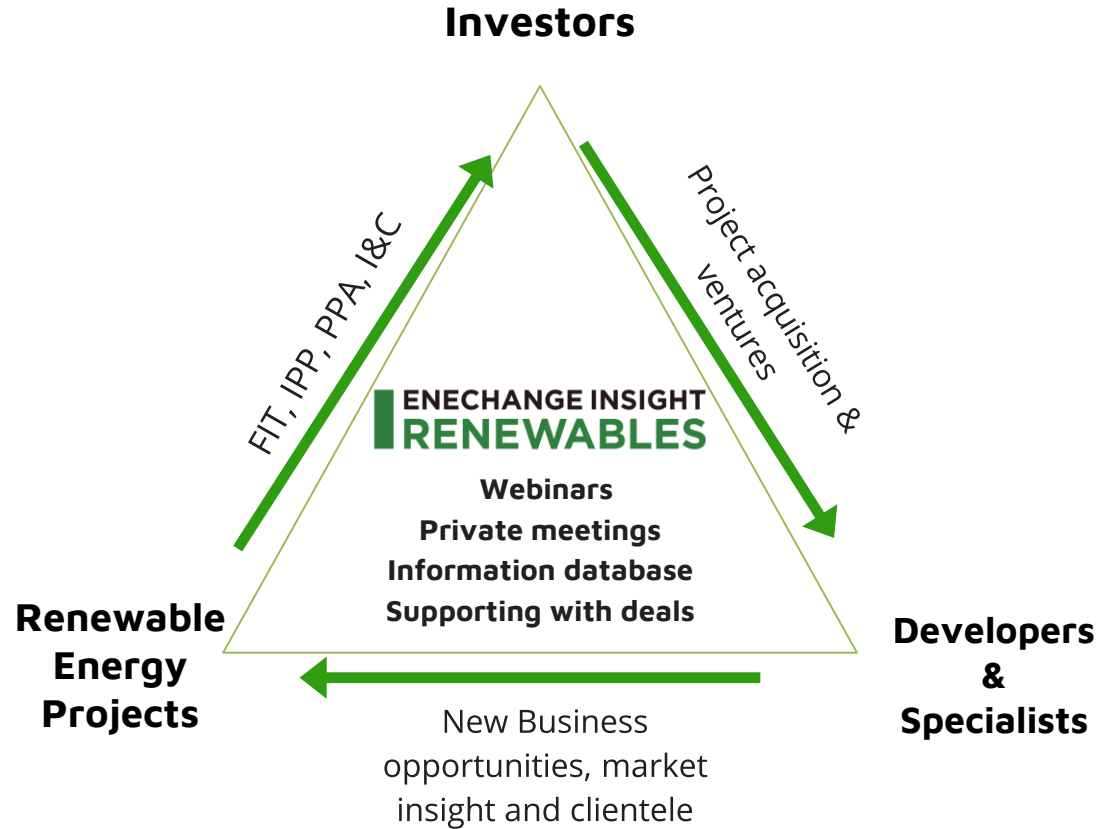 Investors
FIT, IPP, PPA, I&C
Project acquisition &
ventures
ENECHANGE INSIGHT
RENEWABLES
Webinars
Private meetings
Information database
Supporting with deals
Renewable
Energy
Projects
Developers
&
Specialists
New Business
opportunities, market
insight and clientele